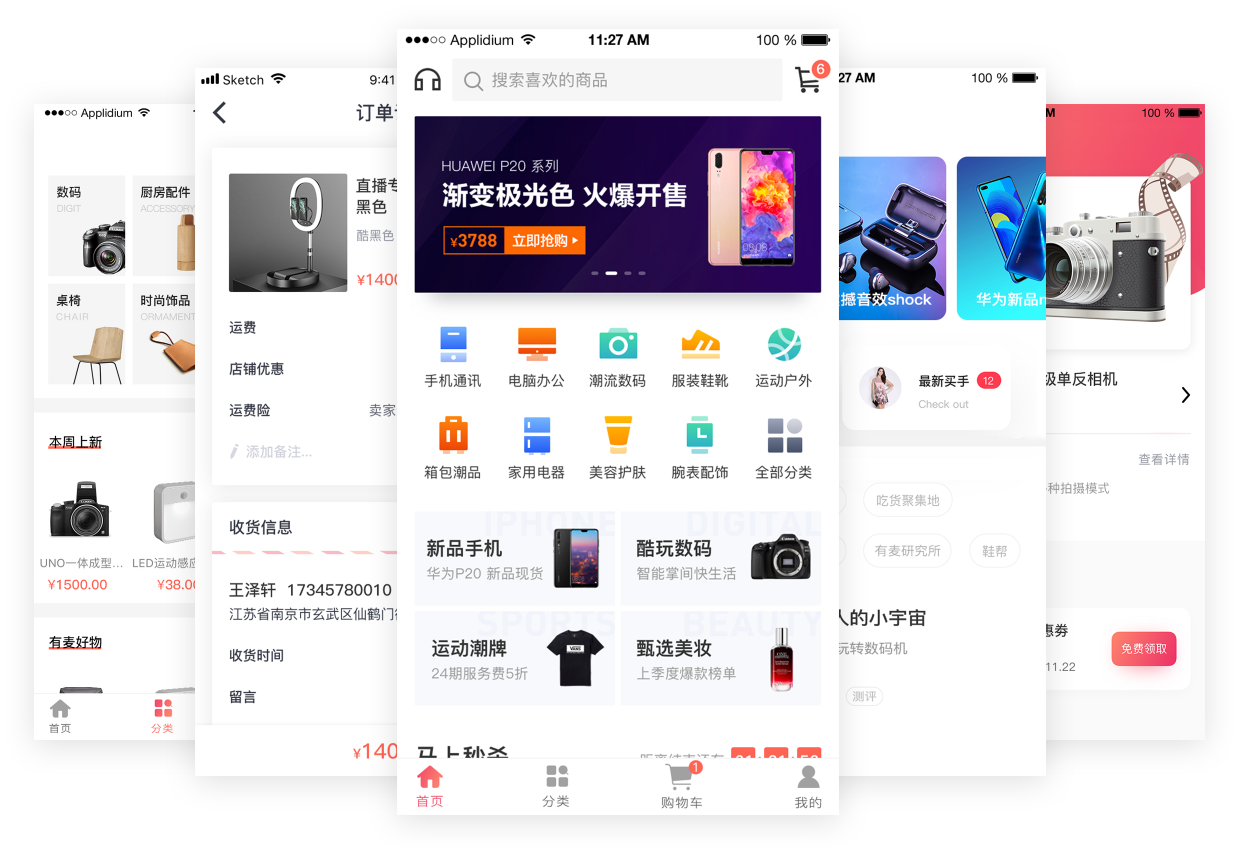 Applidium
数码
DIGIT
厨房配件
ACCESSORY
桌椅
CHAIR
时尚饰品
ORMAMENT
本周上新
UNO一体成型...
¥1500.00
LED运动感应
¥38.0
有麦好物
首页
分类
Sketch
9:41
订单
直播专
黑色
酷黑色
¥1400
运费
店铺优惠
运费险
卖家
添加备注...
收货信息
王泽轩 17345780010
江苏省南京市玄武区仙鹤门街
收货时间
留言
¥140
Applidium
11:27 AM
100 %
搜索喜欢的商品
6
HUAWEI P20 系列
渐变极光色 火爆开售
¥3788 立即抢购
手机通讯
电脑办公
潮流数码
服装鞋靴
运动户外
箱包潮品
家用电器
美容护肤
腕表配饰
全部分类
IPHONE
新品手机
华为P20 新品现货
DIGITAL
酷玩数码
智能掌间快生活
SPORTS
运动潮牌
24期服务费5折
VANS
BEAUTY
甄选美妆
上季度爆款榜单
马上秒杀
首页
分类
1
购物车
我的
27 AM
100 %
撼音效shock
华为新品n
最新买手
12
Check out
吃货聚集地
有麦研究所
鞋帮
人的小宇宙
玩转数码机
测评
M
100 %
极单反相机
查看详情
种拍摄模式
惠券
11.22
免费领取